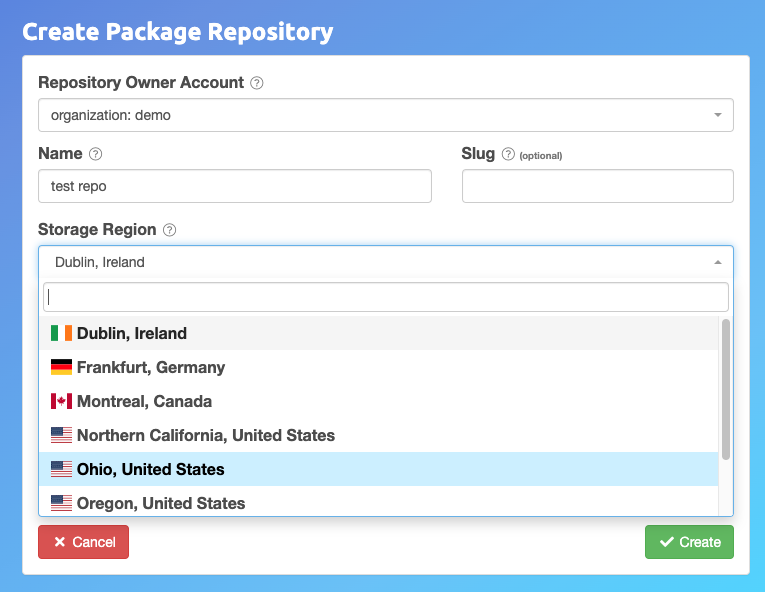 Create Package Repository
Repository Owner Account ?
organization: demo
Name ?
Slug ? (optional)
test repo
Storage Region ?
Dublin, Ireland
Dublin, Ireland
Frankfurt, Germany
Montreal, Canada
Northern California, United States
Ohio, United States
Oregon, United States
Cancel
Create